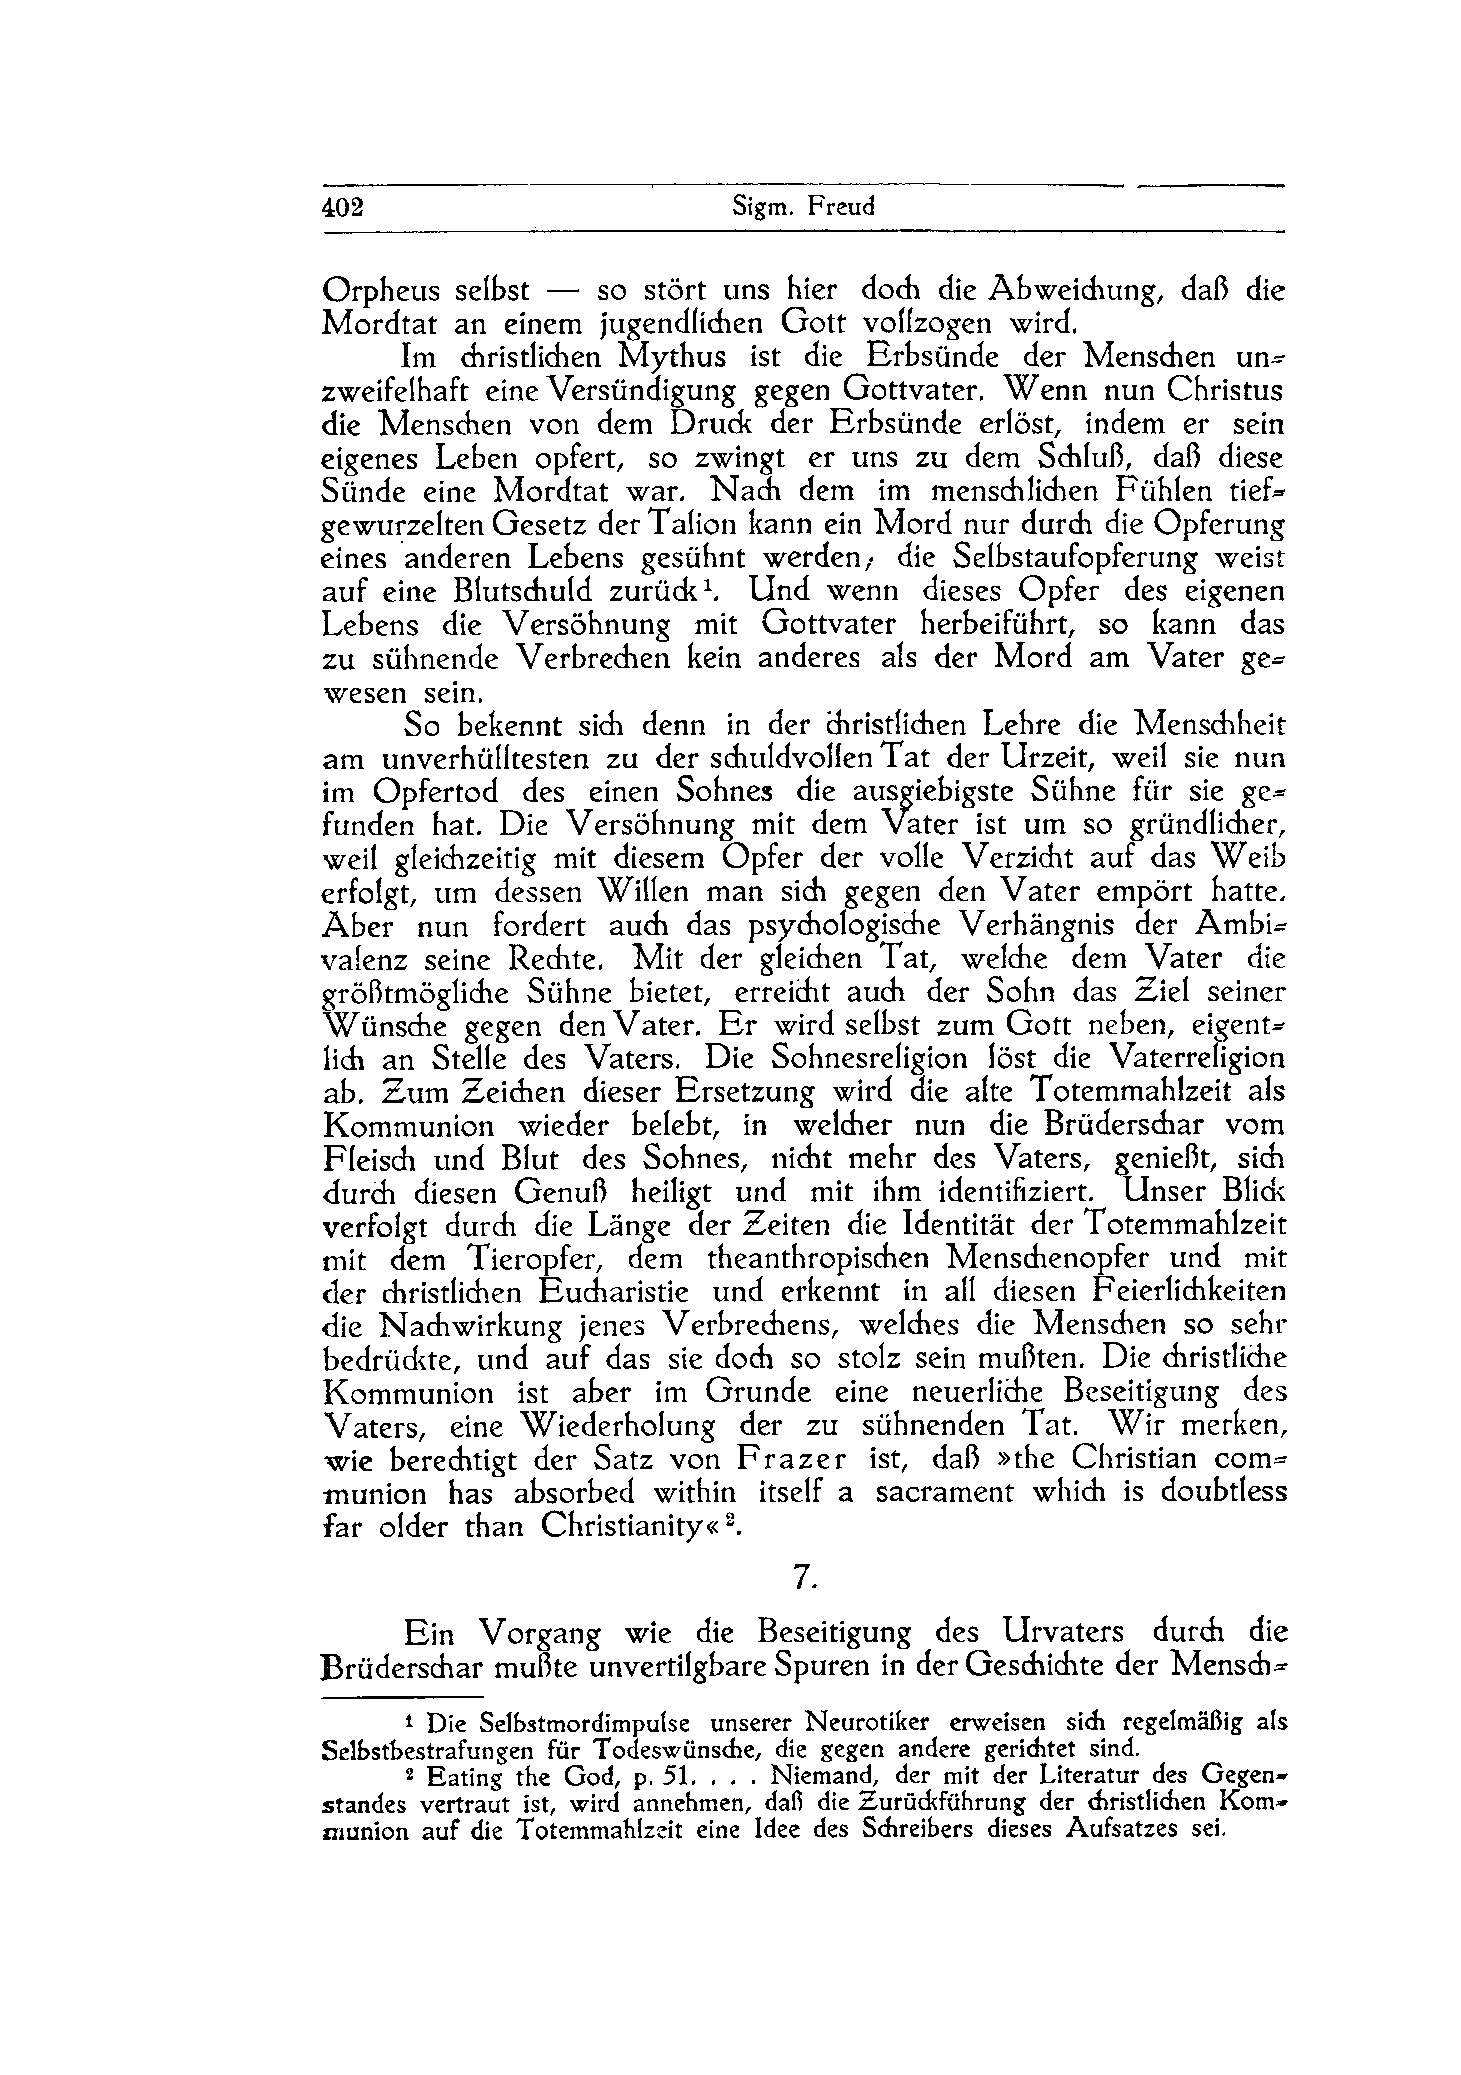 402
Sigm. Freud
Orpheus selbst — so stört uns hier doch die Abweichung, daß die
Mordtat an einem jugendlichen Gott vollzogen wird.
Im christlichen Mythus ist die Erbsünde der Menschen un-
zweifelhaft eine Versündigung gegen Gottvater. Wenn nun Christus
die Menschen von dem Druck der Erbsünde erlöst, indem er sein
eigenes Leben opfert, so zwingt er uns zu dem Schluß, daß diese
Sünde eine Mordtat war. Nach dem im menschlichen Fühlen tief-
gewurzelten Gesetz der Talion kann ein Mord nur durch die Opferung
eines anderen Lebens gesühnt werden; die Selbstaufopferung weist
auf eine Blutschuld zurück¹. Und wenn dieses Opfer des eigenen
Lebens die Versöhnung mit Gottvater herbeiführt, so kann das
zu sühnende Verbrechen kein anderes als der Mord am Vater ge-
wesen sein.
So bekennt sich denn in der christlichen Lehre die Menschheit
am unverhülltesten zu der schuldvollen Tat der Urzeit, weil sie nun
im Opfertod des einen Sohnes die ausgiebigste Sühne für sie ge-
funden hat. Die Versöhnung mit dem Vater ist um so gründlicher,
weil gleichzeitig mit diesem Opfer der volle Verzicht auf das Weib
erfolgt, um dessen Willen man sich gegen den Vater empört hatte.
Aber nun fordert auch das psychologische Verhängnis der Ambi-
valenz seine Rechte. Mit der gleichen Tat, welche dem Vater die
größtmögliche Sühne bietet, erreicht auch der Sohn das Ziel seiner
Wünsche gegen den Vater. Er wird selbst zum Gott neben, eigent-
lich an Stelle des Vaters. Die Sohnesreligion löst die Vaterreligion
ab. Zum Zeichen dieser Ersetzung wird die alte Totemmahlzeit als
Kommunion wieder belebt, in welcher nun die Brüderschar vom
Fleisch und Blut des Sohnes, nicht mehr des Vaters, genießt, sich
durch diesen Genuß heiligt und mit ihm identifiziert. Unser Blick
verfolgt durch die Länge der Zeiten die Identität der Totemmahlzeit
mit dem Tieropfer, dem theanthropischen Menschenopfer und mit
der christlichen Eucharistie und erkennt in all diesen Feierlichkeiten
die Nachwirkung jenes Verbrechens, welches die Menschen so sehr
bedrückte, und auf das sie doch so stolz sein mußten. Die christliche
Kommunion ist aber im Grunde eine neuerliche Beseitigung des
Vaters, eine Wiederholung der zu sühnenden Tat. Wir merken,
wie berechtigt der Satz von Frazer ist, daß »the Christian com-
munion has absorbed within itself a sacrament which is doubtless
far older than Christianity«².
7.
Ein Vorgang wie die Beseitigung des Urvaters durch die
Brüderschar mußte unvertilgbare Spuren in der Geschichte der Mensch-
¹ Die Selbstmordimpulse unserer Neurotiker erweisen sich regelmäßig als
Selbstbestrafungen für Todeswünsche, die gegen andere gerichtet sind.
² Eating the God, p. 51. . . . Niemand, der mit der Literatur des Gegen-
standes vertraut ist, wird annehmen, daß die Zurückführung der christlichen Kom-
munion auf die Totemmahlzeit eine Idee des Schreibers dieses Aufsatzes sei.